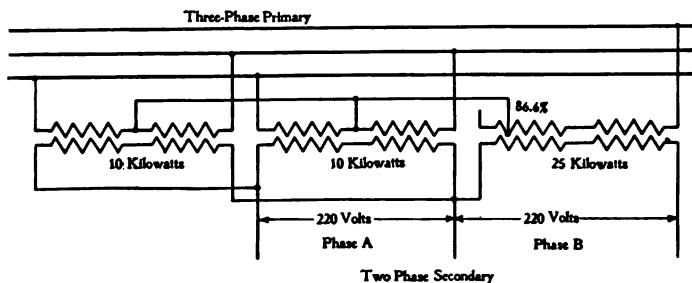 Three-Phase Primary
86.6%
10 Kilowatts
10 Kilowatts
25 Kilowatts
220 Volts
220 Volts
Phase A
Phase B
Two Phase Secondary